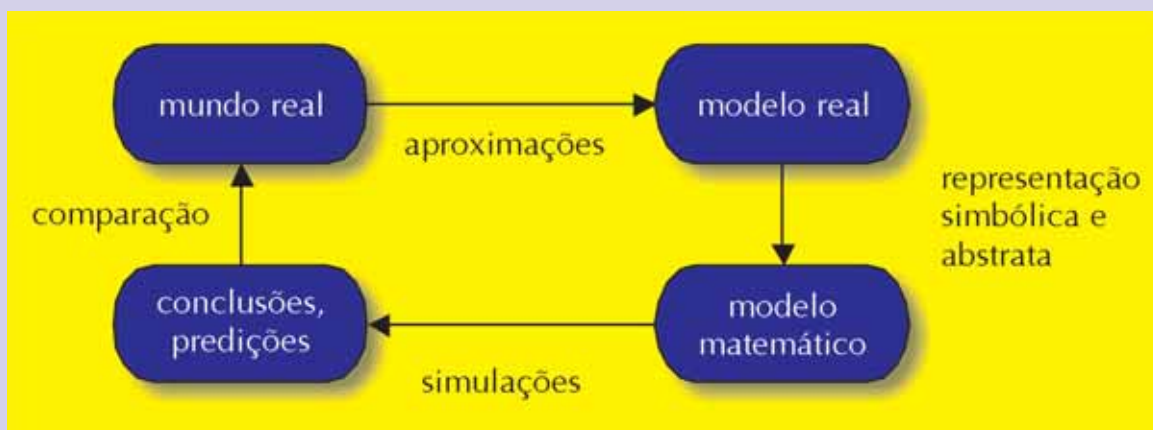 mundo real
aproximações
modelo real
representação
simbólica e
abstrata
modelo
matemático
simulações
conclusões,
predições
comparação